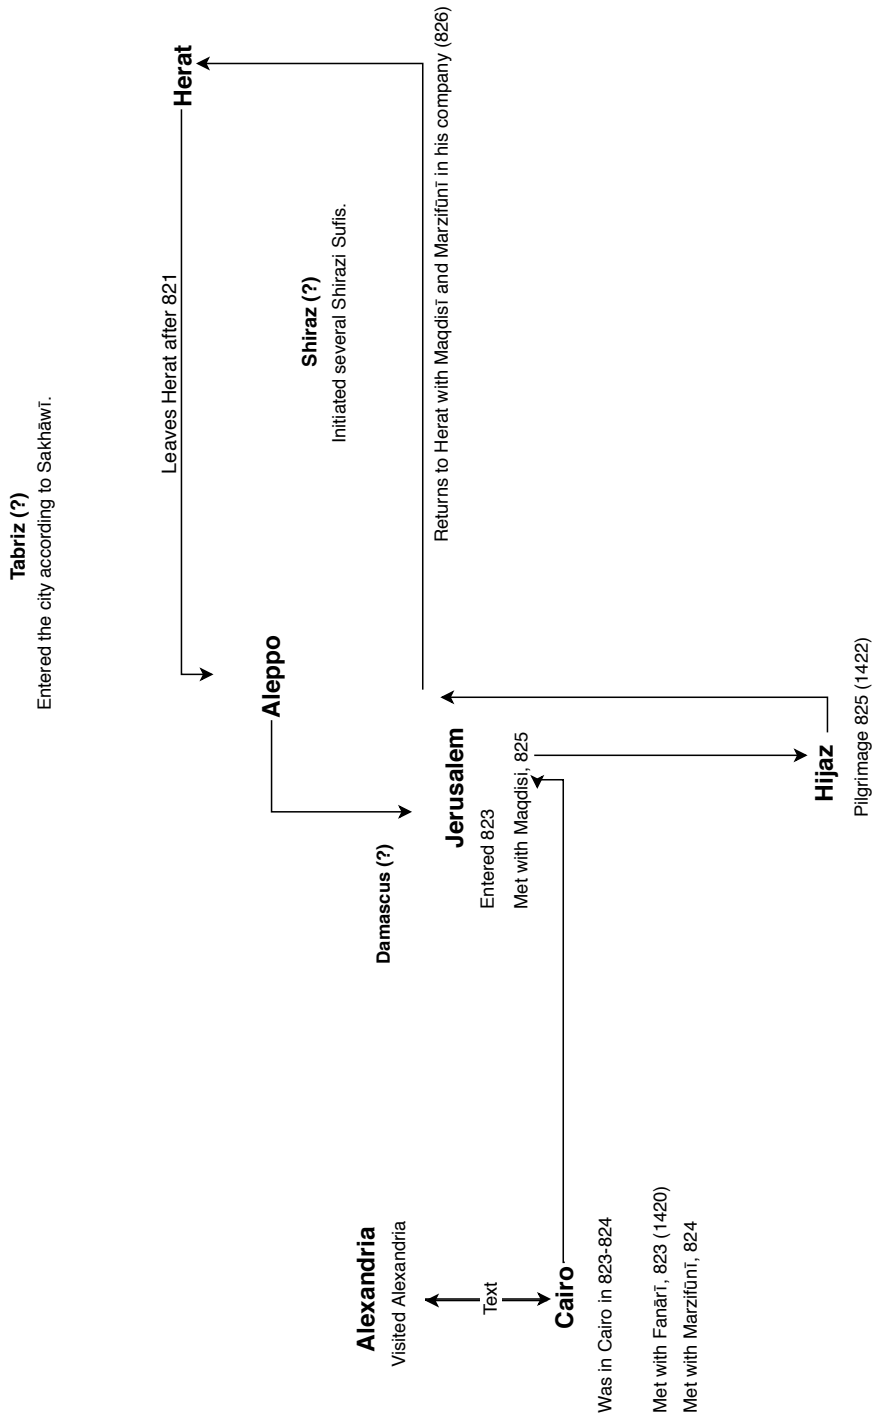 Tabriz (?)
Entered the city according to Sakhāwī.
Leaves Herat after 821
Herat
Aleppo
Shiraz (?)
Initiated several Shirazi Sufis.
Alexandria
Visited Alexandria
Damascus (?)
Returns to Herat with Maqdisī and Marzifūnī in his company (826)
Jerusalem
Entered 823
Met with Maqdisi, 825
Text
Cairo
Was in Cairo in 823-824
Met with Fanārī, 823 (1420)
Met with Marzifūnī, 824
Hijaz
Pilgrimage 825 (1422)